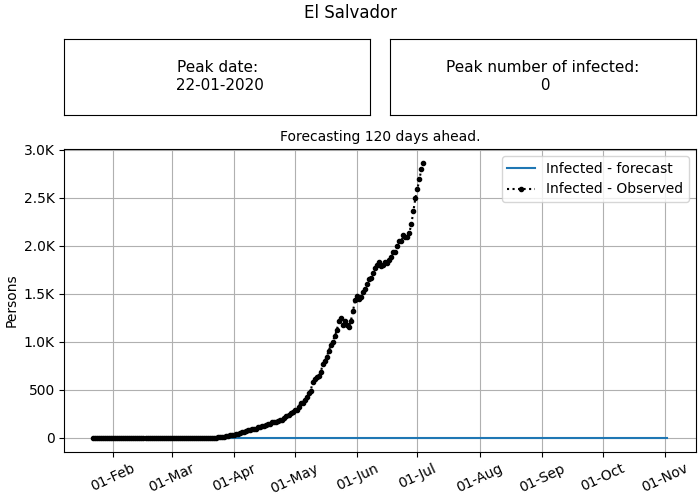 El Salvador
Peak date:
22-01-2020
Peak number of infected:
0
Forecasting 120 days ahead.
3.0K
2.5K
2.0K
1.5K
1.0K
500
0
Persons
Infected - forecast
Infected - Observed
01-Feb
01-Mar
01-Apr
01-May
01-Jun
01-Jul
01-Aug
01-Sep
01-Oct
01-Nov